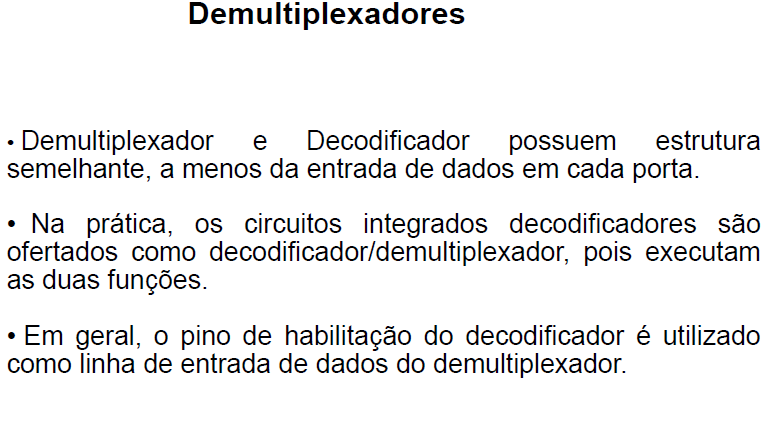 Demultiplexadores
• Demultiplexador e Decodificador possuem estrutura
semelhante, a menos da entrada de dados em cada porta.
• Na prática, os circuitos integrados decodificadores são
ofertados como decodificador/demultiplexador, pois executam
as duas funções.
• Em geral, o pino de habilitação do decodificador é utilizado
como linha de entrada de dados do demultiplexador.